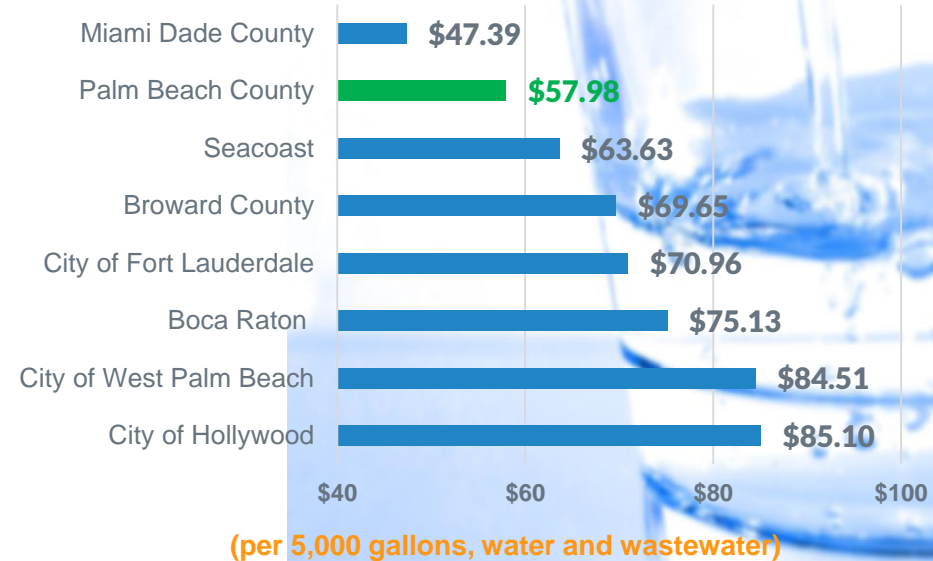 Miami Dade County $47.39
Palm Beach County $57.98
Seacoast $63.63
Broward County $69.65
City of Fort Lauderdale $70.96
Boca Raton $75.13
City of West Palm Beach $84.51
City of Hollywood $85.10
$40 $60 $80 $100
(per 5,000 gallons, water and wastewater)